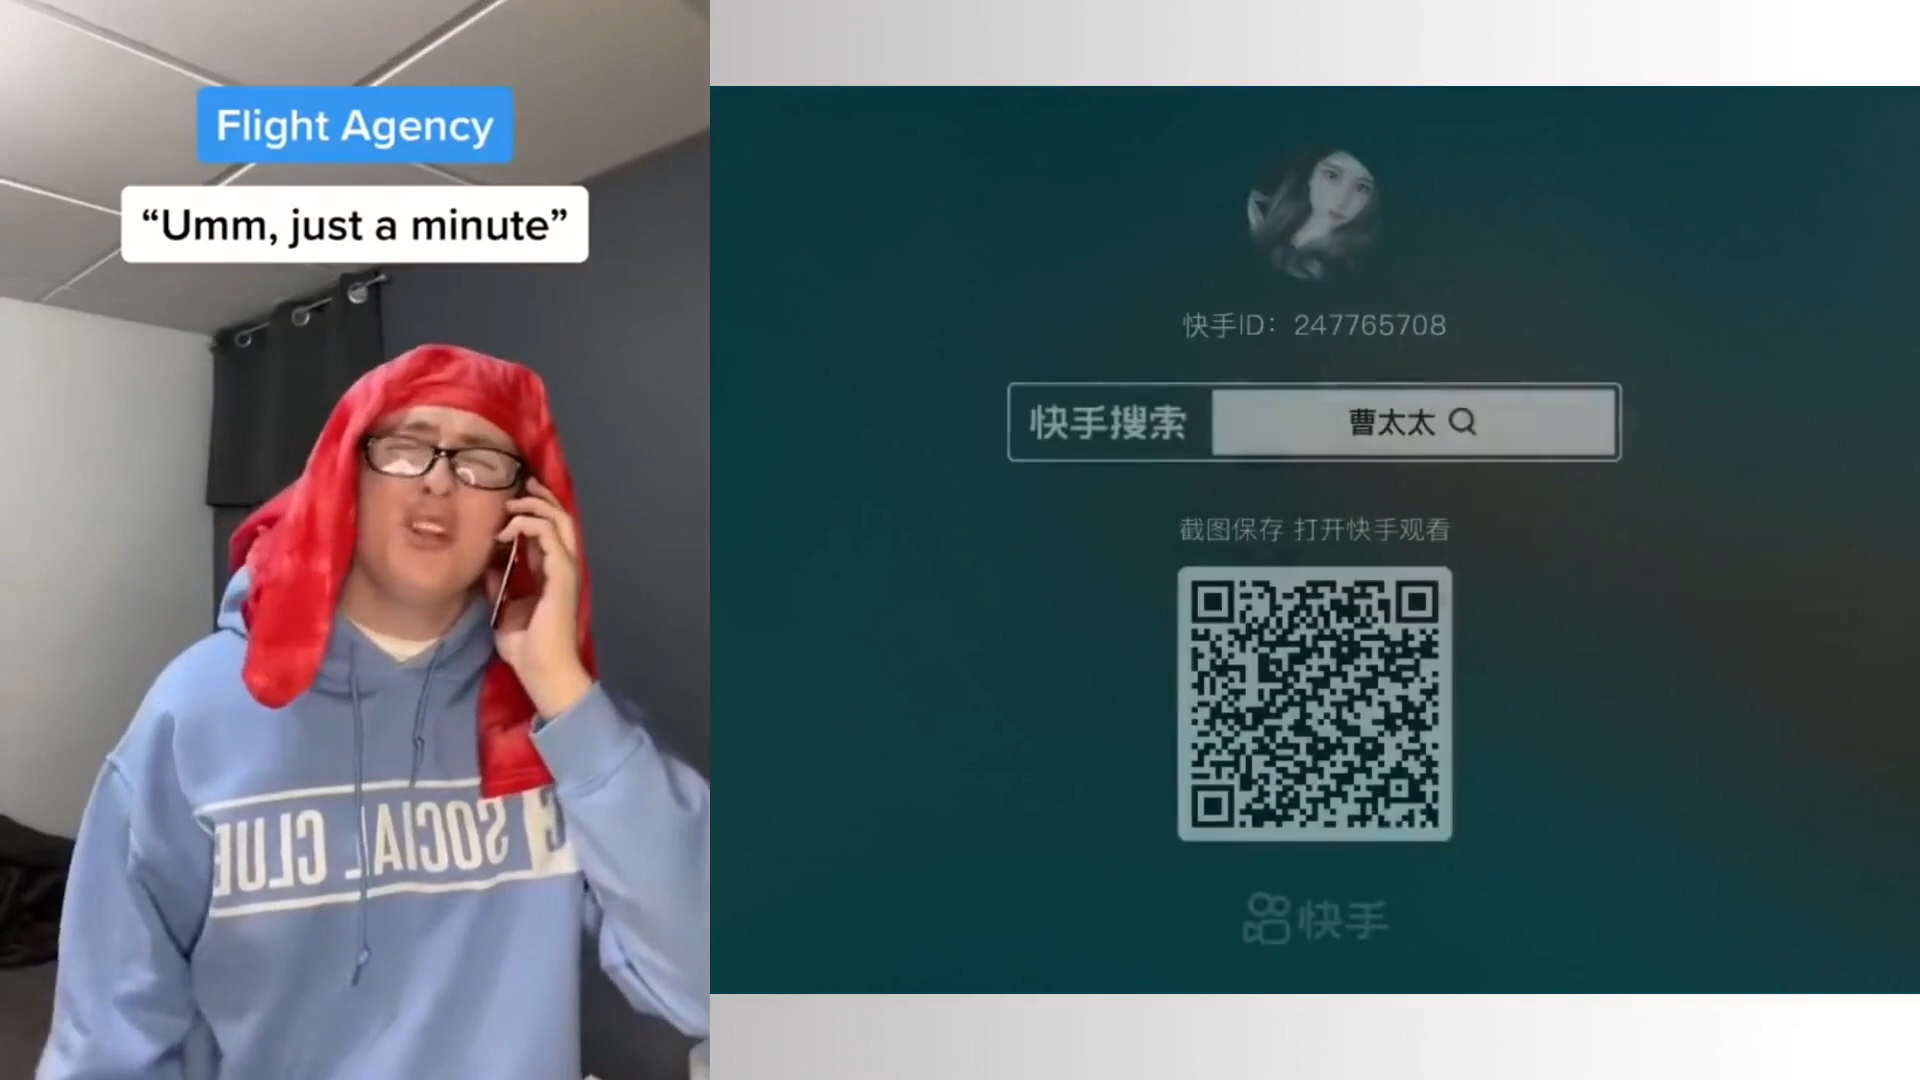 Flight Agency
“Umm, just a minute”
SOCIAL CLUB
快手ID：247765708
快手搜索
曹太太
截图保存 打开快手观看
快手